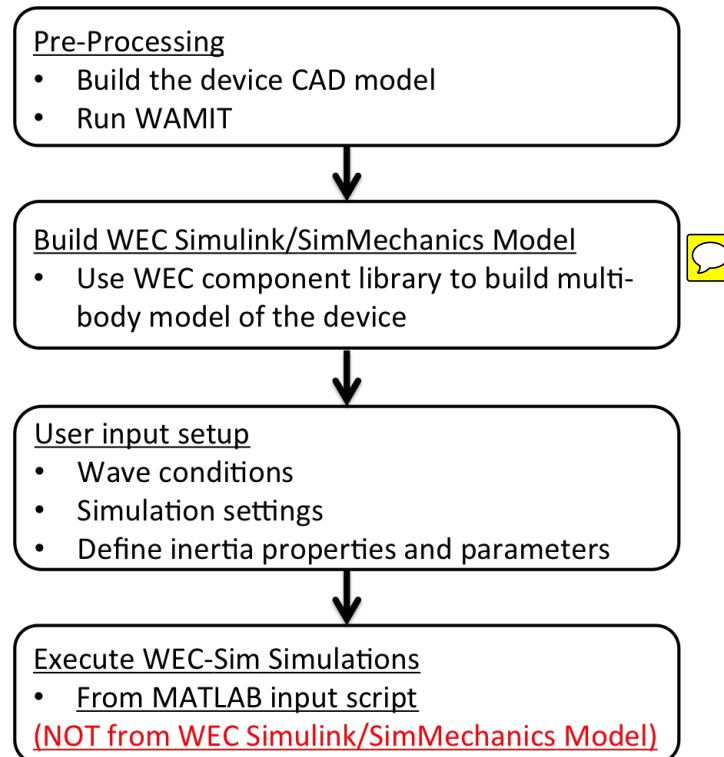 Pre-Processing
• Build the device CAD model
• Run WAMIT
Build WEC Simulink/SimMechanics Model
• Use WEC component library to build multi-
body model of the device
User input setup
• Wave conditions
• Simulation settings
• Define inertia properties and parameters
Execute WEC-Sim Simulations
• From MATLAB input script
(NOT from WEC Simulink/SimMechanics Model)